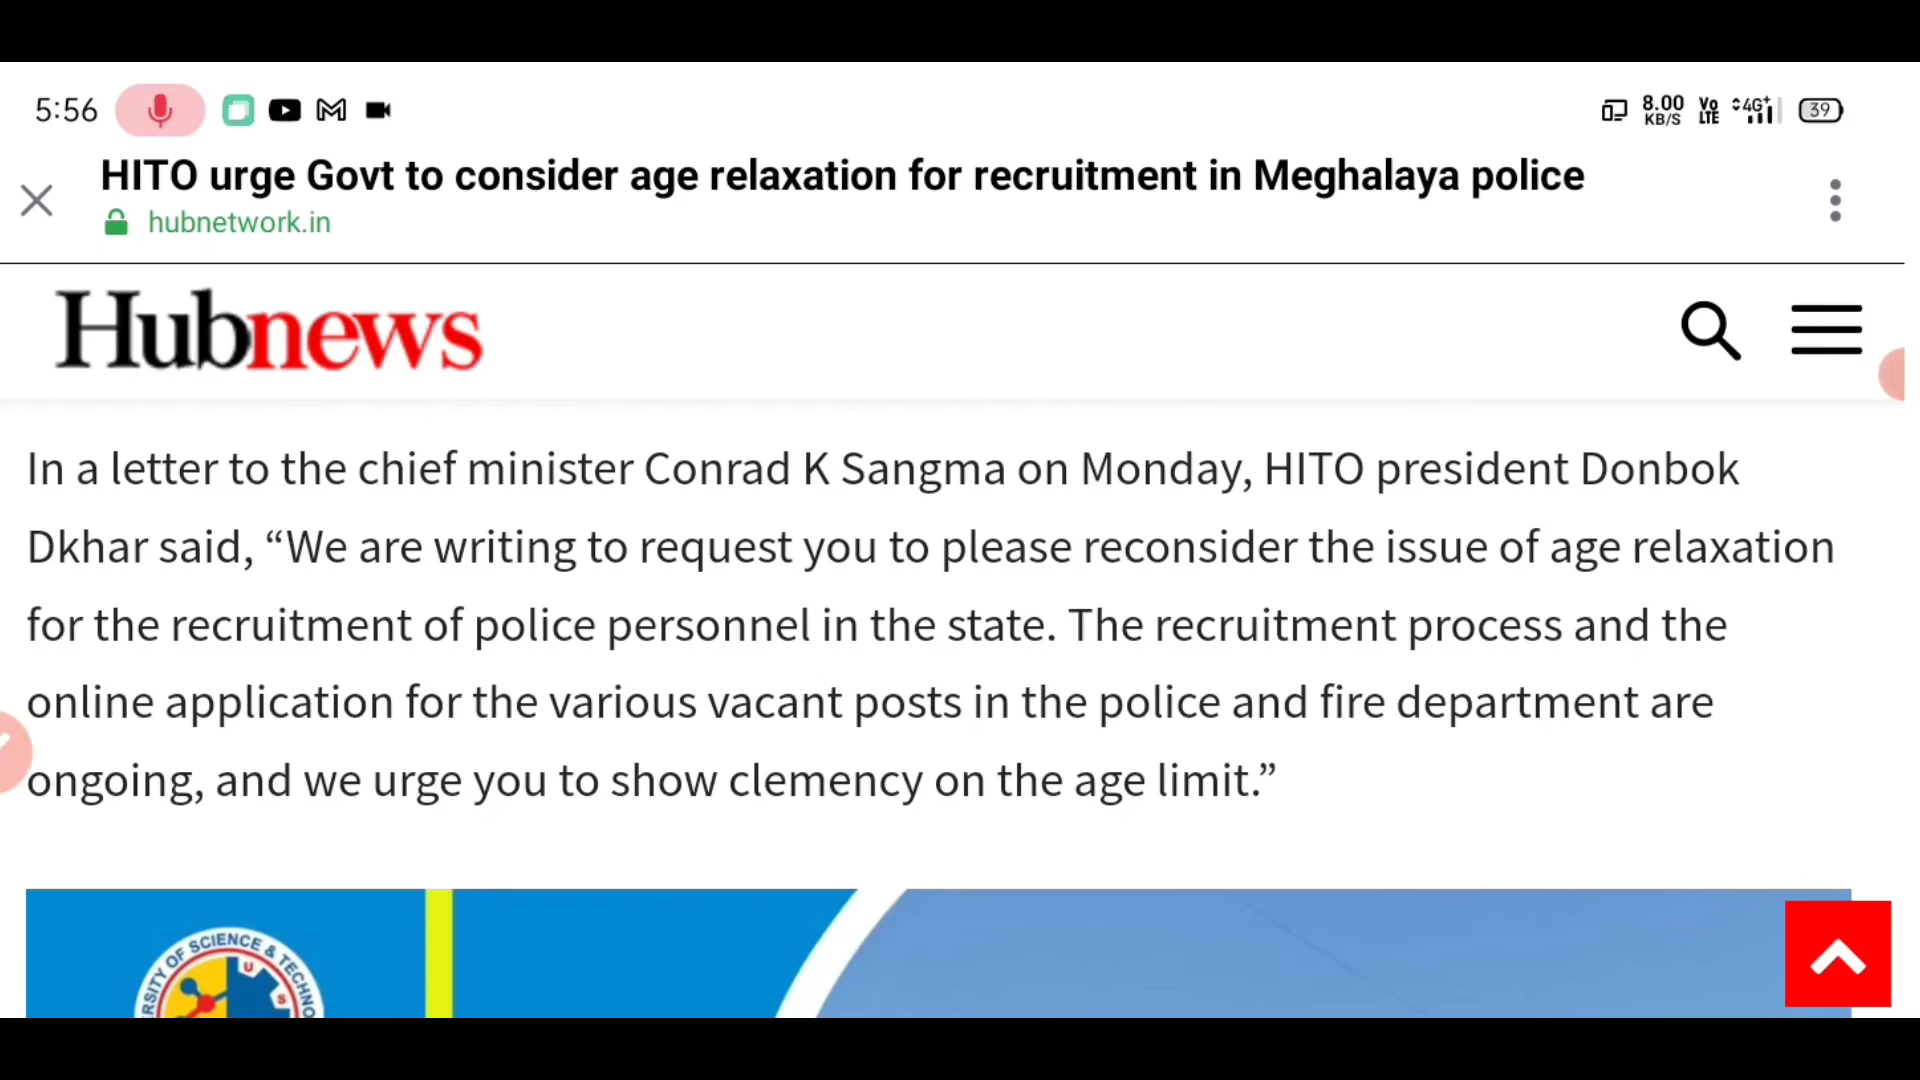 5:56
8.00 KB/S Vo LTE 4G+ 39
HITO urge Govt to consider age relaxation for recruitment in Meghalaya police
hubnetwork.in
Hubnews
In a letter to the chief minister Conrad K Sangma on Monday, HITO president Donbok
Dkhar said, “We are writing to request you to please reconsider the issue of age relaxation
for the recruitment of police personnel in the state. The recruitment process and the
online application for the various vacant posts in the police and fire department are
ongoing, and we urge you to show clemency on the age limit.”
OF SCIENCE &
U S